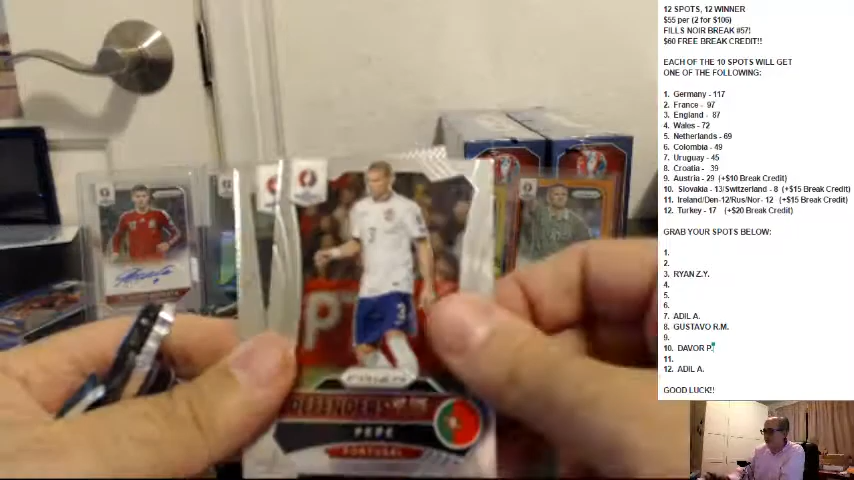 12 SPOTS, 12 WINNER
$55 per (2 for $106)
FILLS NOIR BREAK #57!
$60 FREE BREAK CREDIT!!
EACH OF THE 10 SPOTS WILL GET
ONE OF THE FOLLOWING:
1. Germany - 117
2. France - 97
3. England - 87
4. Wales - 72
5. Netherlands - 69
6. Colombia - 49
7. Uruguay - 45
8. Croatia - 39
9. Austria - 29 (+$10 Break Credit)
10. Slovakia - 13/Switzerland - 8 (+$15 Break Credit)
11. Ireland/Den-12/Rus/Nor- 12 (+$15 Break Credit)
12. Turkey - 17 (+$20 Break Credit)
GRAB YOUR SPOTS BELOW:
1.
2.
3. RYAN Z.Y.
4.
5.
6.
7. ADIL A.
8. GUSTAVO R.M.
9.
10. DAVOR P.
11.
12. ADIL A.
GOOD LUCK!!
PRIZM
DEFENDERS
PEPE
PORTUGAL